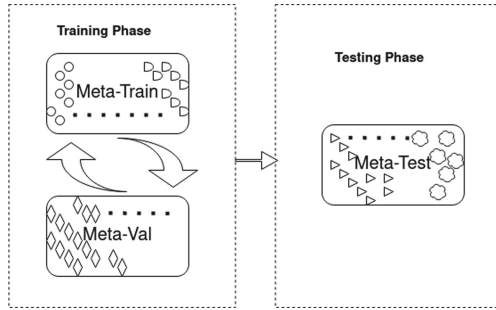 Training Phase
Meta-Train
Meta-Val
Testing Phase
Meta-Test